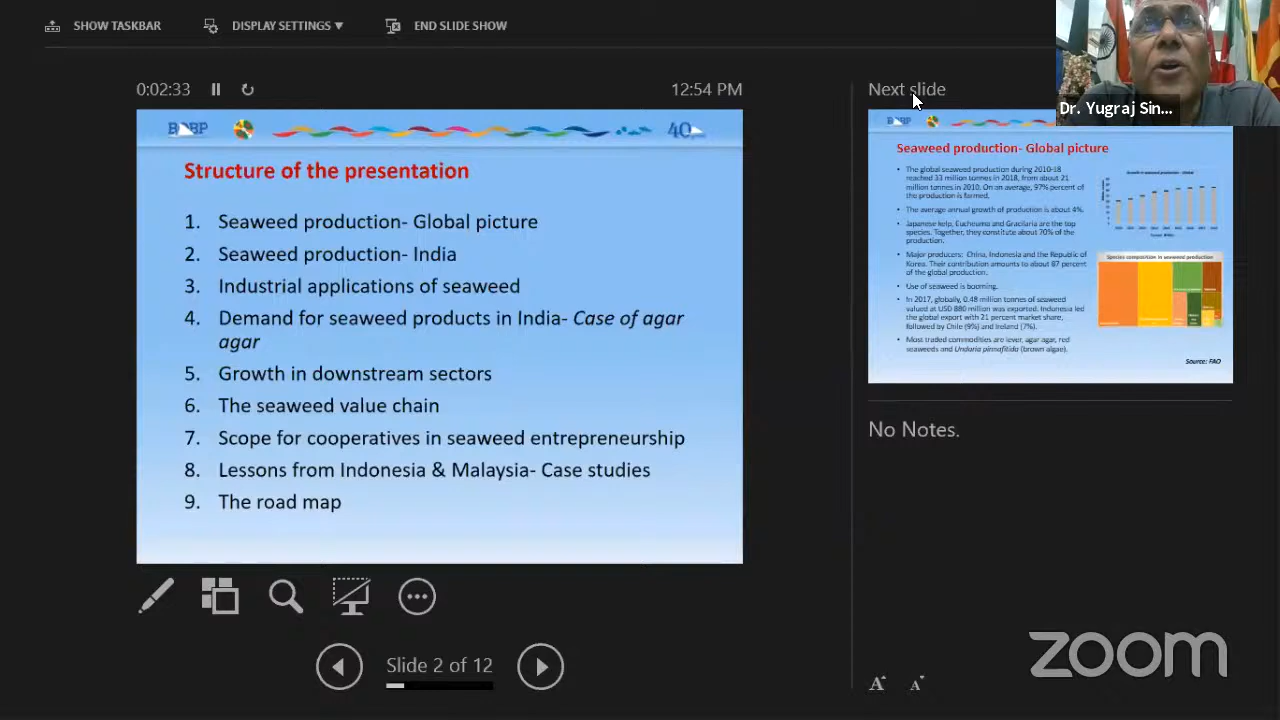 SHOW TASKBAR
DISPLAY SETTINGS ▼
END SLIDE SHOW
0:02:33
12:54 PM
Structure of the presentation
1. Seaweed production- Global picture
2. Seaweed production- India
3. Industrial applications of seaweed
4. Demand for seaweed products in India- Case of agar
agar
5. Growth in downstream sectors
6. The seaweed value chain
7. Scope for cooperatives in seaweed entrepreneurship
8. Lessons from Indonesia & Malaysia- Case studies
9. The road map
Slide 2 of 12
Next slide
Dr. Yugraj Sin...
Seaweed production- Global picture
• The global seaweed production during 2010-18
reached 33 million tonnes in 2018, from about 21
million tonnes in 2010. On an average, 97% percent of
the production is farmed.
• The average annual growth of production is about 4%.
• Japanese kelp, Eucheuma and Gracilaria are the top
species. Together, they constitute about 70% of the
production.
• Major producers: China, Indonesia and the Republic of
Korea. Their contribution amounts to about 87 percent
of the global production.
• Use of seaweed is booming.
• In 2017, globally, 0.48 million tonnes of seaweed
valued at USD 880 million was exported. Indonesia led
the global export with 21 percent market share,
followed by Chile (9%) and Ireland (7%).
• Most traded commodities are lever, agar agar, red
seaweeds and Undaria pinnafitida (brown algae).
Growth in seaweed production - Global
Species composition in seaweed production
Source: FAO
No Notes.
zoom